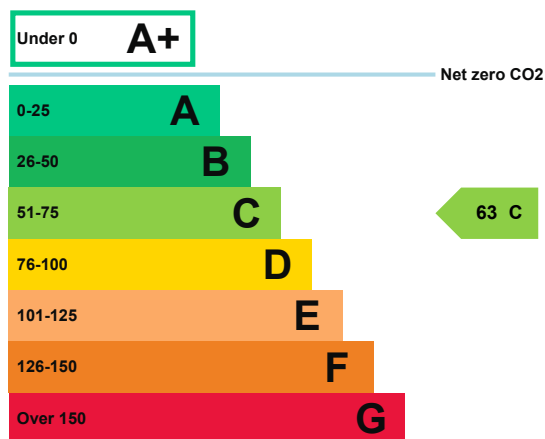 Under 0 A+
Net zero CO2
0-25 A
26-50 B
51-75 C
63 C
76-100 D
101-125 E
126-150 F
Over 150 G